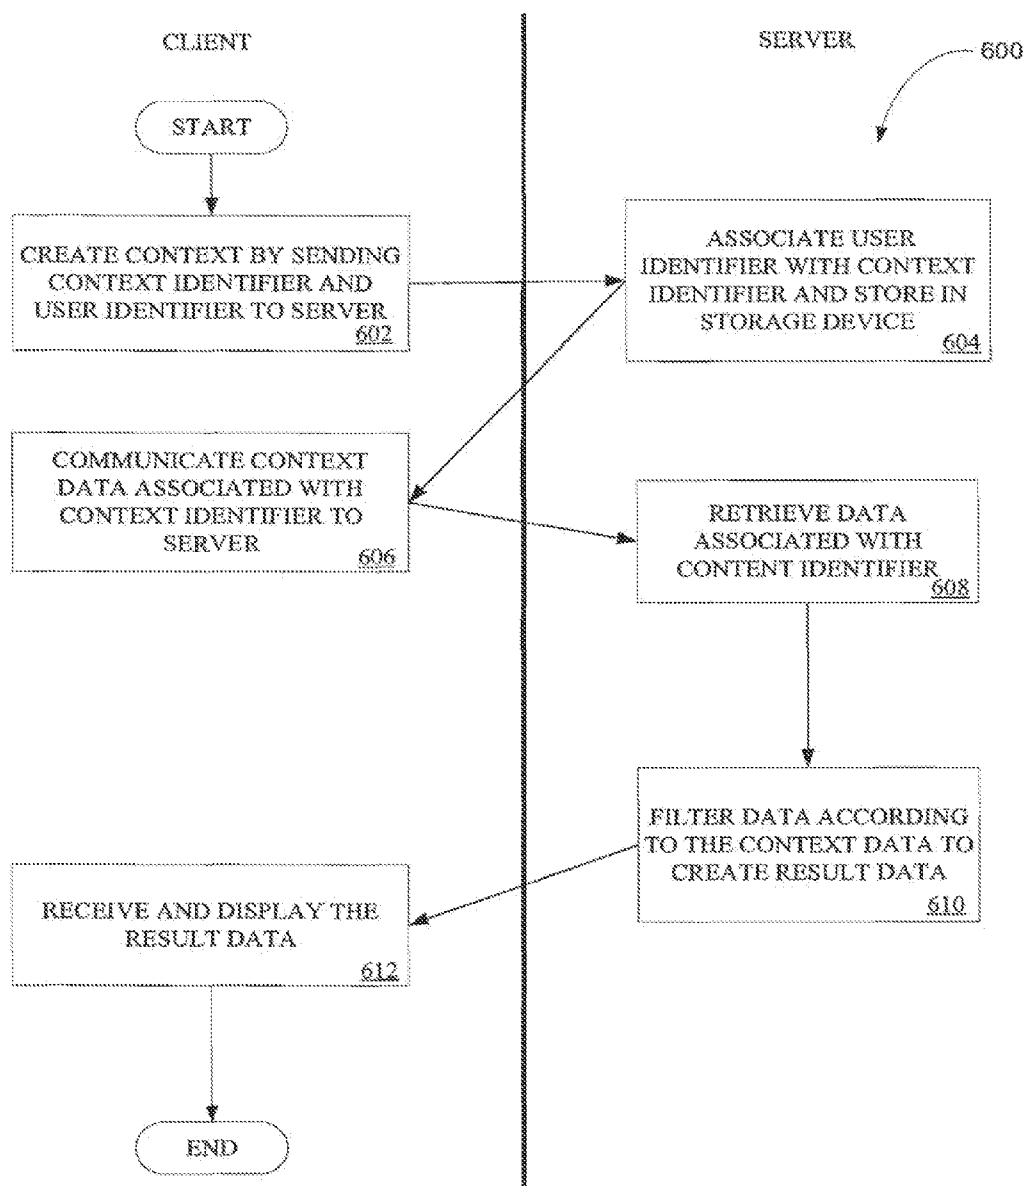 CLIENT
SERVER
600
START
CREATE CONTEXT BY SENDING
CONTEXT IDENTIFIER AND
USER IDENTIFIER TO SERVER
602
ASSOCIATE USER
IDENTIFIER WITH CONTEXT
IDENTIFIER AND STORE IN
STORAGE DEVICE
604
COMMUNICATE CONTEXT
DATA ASSOCIATED WITH
CONTEXT IDENTIFIER TO
SERVER
606
RETRIEVE DATA
ASSOCIATED WITH
CONTENT IDENTIFIER
608
FILTER DATA ACCORDING
TO THE CONTEXT DATA TO
CREATE RESULT DATA
610
RECEIVE AND DISPLAY THE
RESULT DATA
612
END